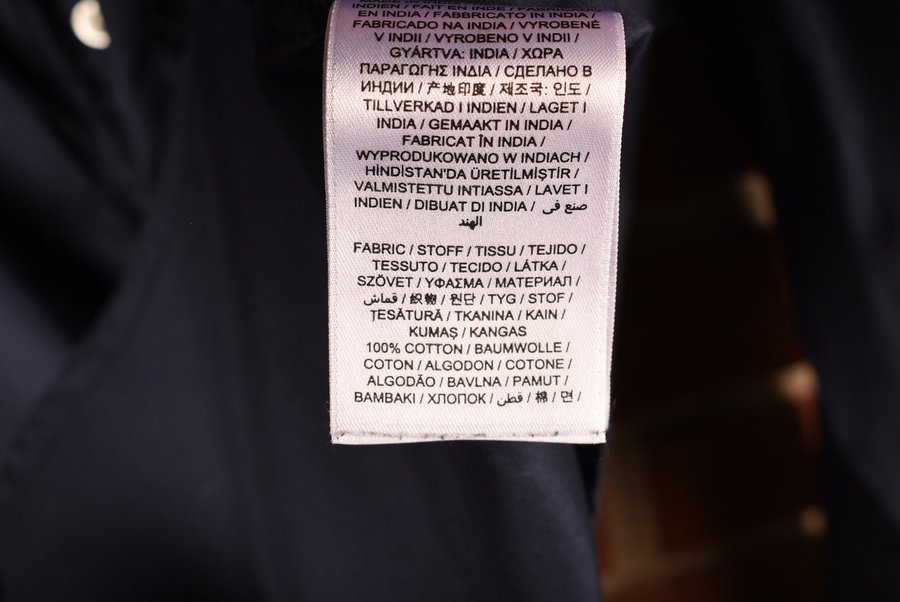 INDIEN / FAIT EN INDE / FABRICADO
EN INDIA / FABBRICATO IN INDIA /
FABRICADO NA INDIA / VYROBENÉ
V INDII / VYROBENO V INDII /
GYÁRTVA: INDIA / ΧΩΡΑ
ΠΑΡΑΓΩΓΗΣ ΙΝΔΙΑ / СДЕЛАНО В
ИНДИИ / 产地印度 / 제조국: 인도 /
TILLVERKAD I INDIEN / LAGET I
INDIA / GEMAAKT IN INDIA /
FABRICAT ÎN INDIA /
WYPRODUKOWANO W INDIACH /
HİNDİSTAN'DA ÜRETİLMİŞTİR /
VALMISTETTU INTIASSA / LAVET I
INDIEN / DIBUAT DI INDIA / صنع في
الهند
FABRIC / STOFF / TISSU / TEJIDO /
TESSUTO / TECIDO / LÁTKA /
SZÖVET / ΥΦΑΣΜΑ / МАТЕРИАЛ /
قماش / 織物 / 원단 / TYG / STOF /
ȚESĂTURĂ / TKANINA / KAIN /
KUMAŞ / KANGAS
100% COTTON / BAUMWOLLE /
COTON / ALGODON / COTONE /
ALGODÃO / BAVLNA / PAMUT /
BAMBAKI / ХЛОПОК / قطن / 棉 / 면 /